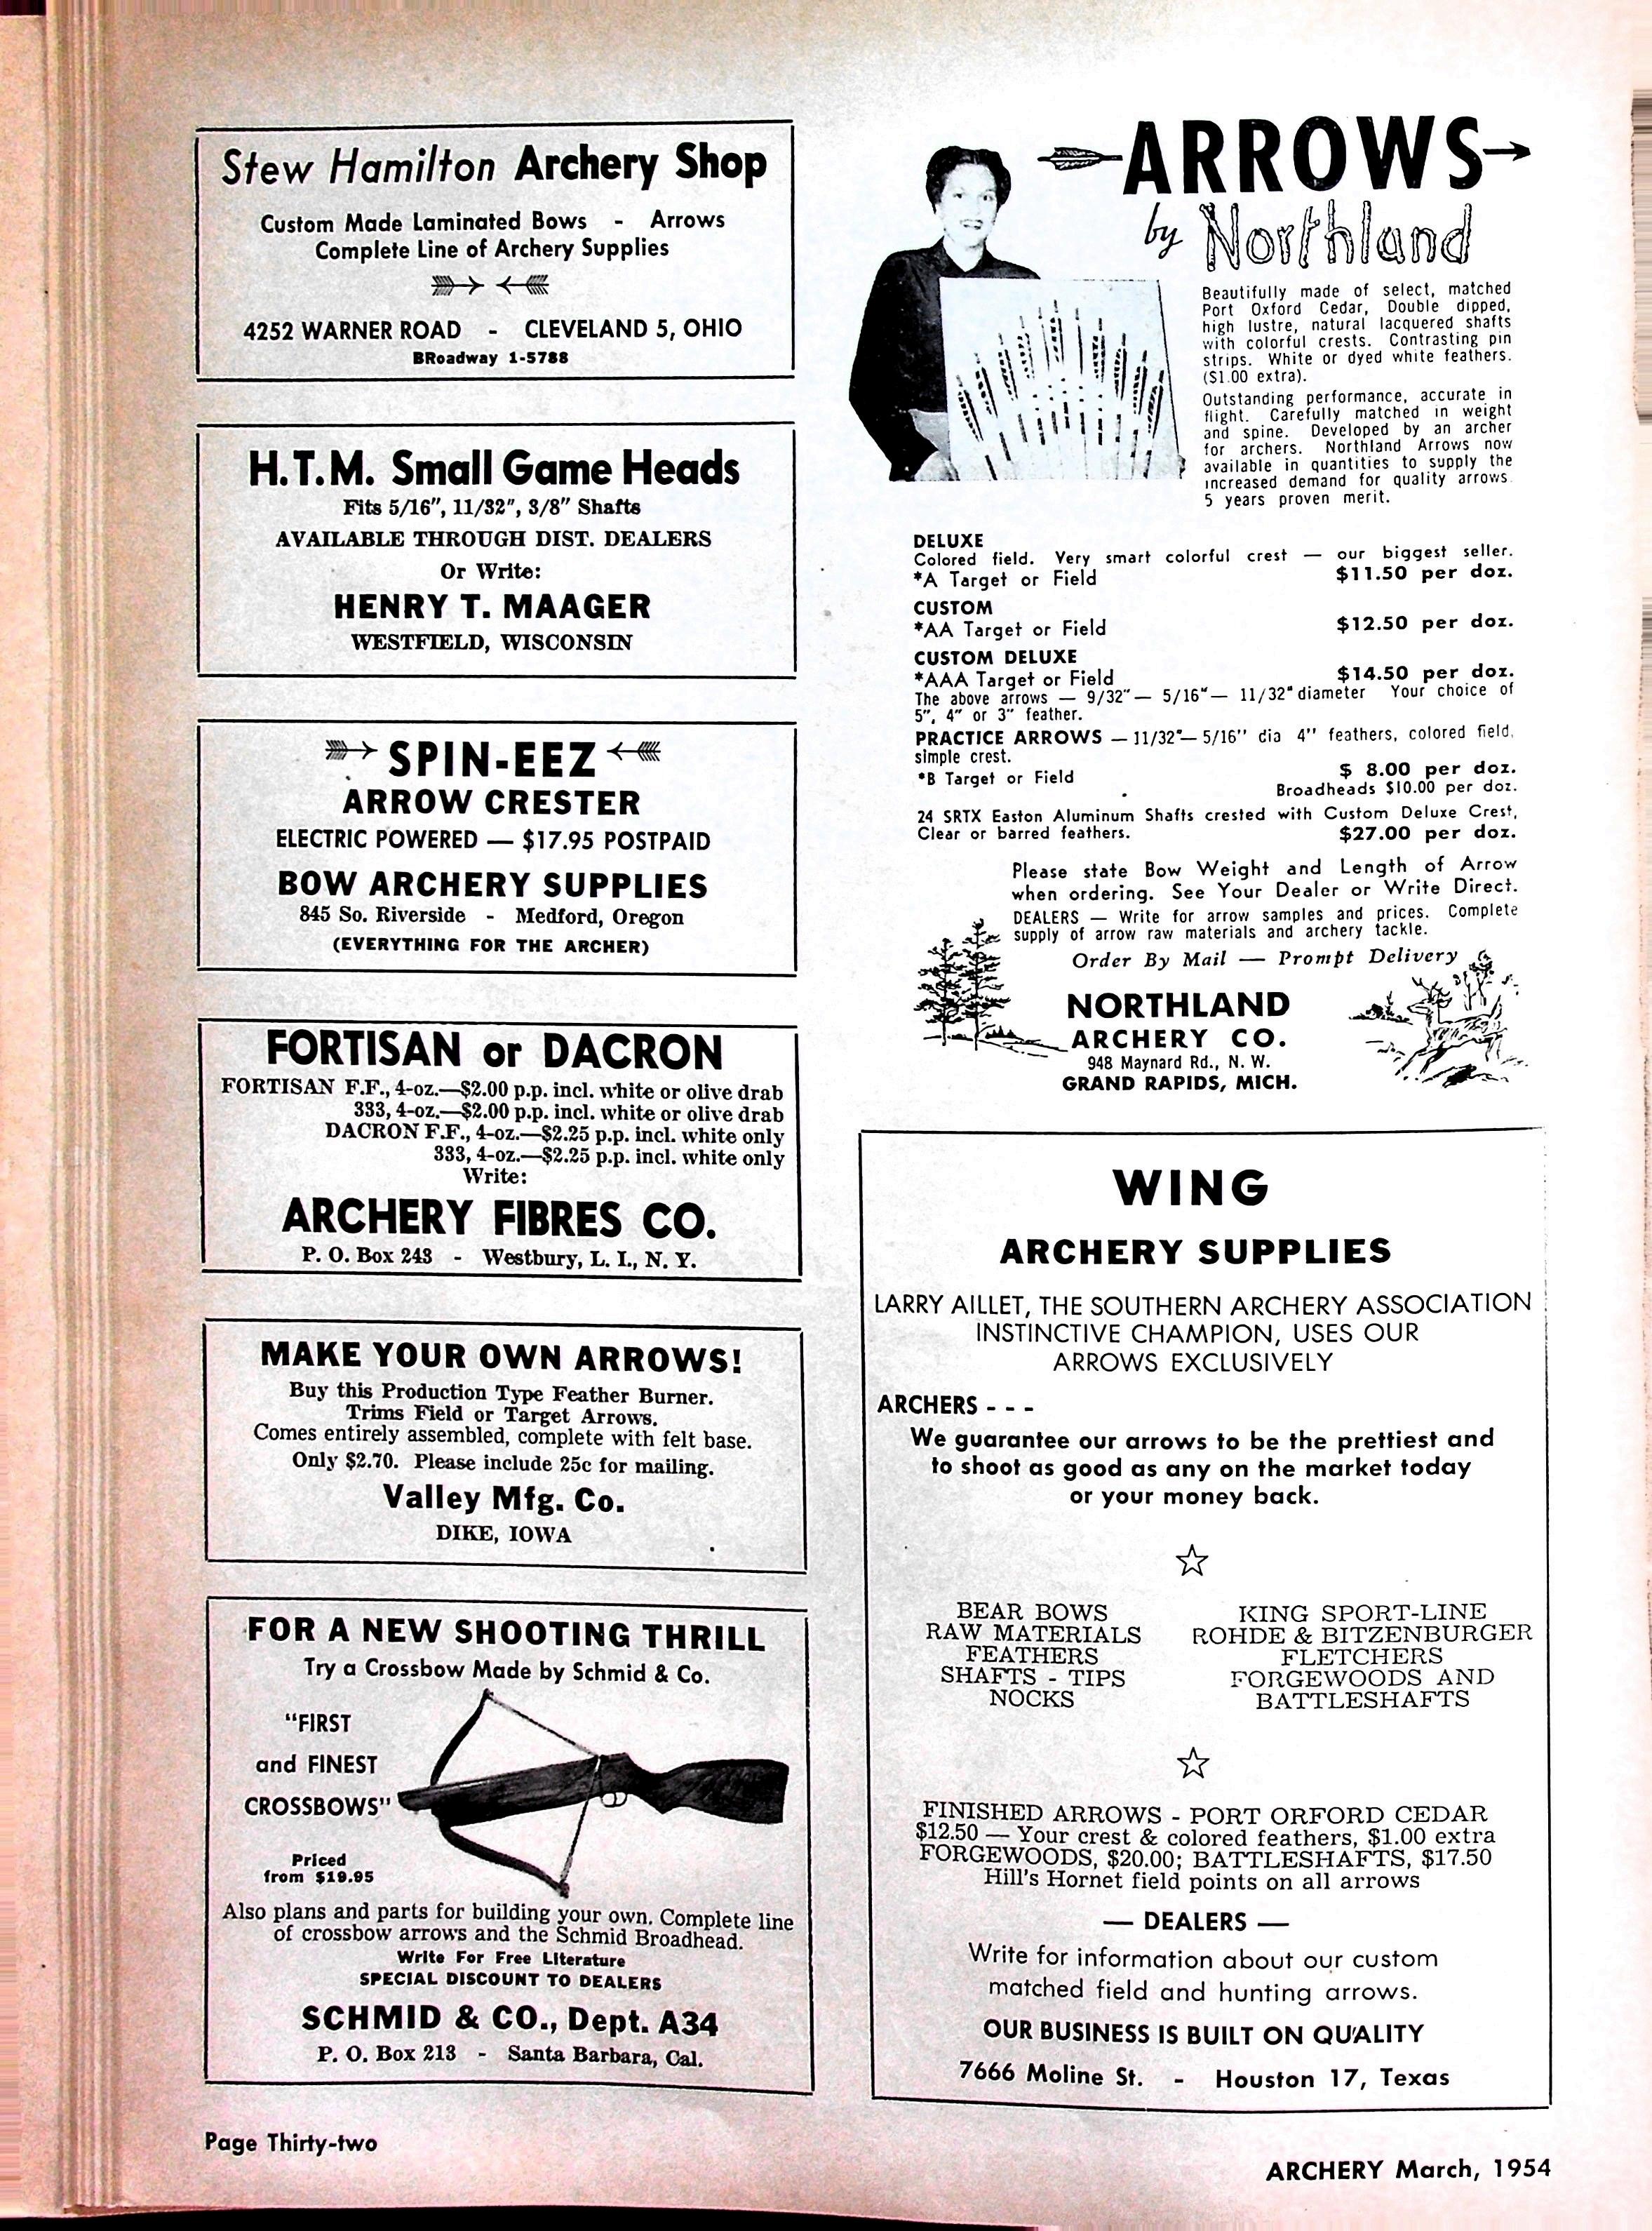 Stew Hamilton Archery Shop
Custom Made Laminated Bows - Arrows
Complete Line of Archery Supplies
4252 WARNER ROAD - CLEVELAND 5, OHIO
BRoadway 1-5788
H.T.M. Small Game Heads
Fits 5/16", 11/32", 3/8" Shafts
AVAILABLE THROUGH DIST. DEALERS
Or Write:
HENRY T. MAAGER
WESTFIELD, WISCONSIN
SPIN-EEZ
ARROW CRESTER
ELECTRIC POWERED — $17.95 POSTPAID
BOW ARCHERY SUPPLIES
845 So. Riverside - Medford, Oregon
(EVERYTHING FOR THE ARCHER)
FORTISAN or DACRON
FORTISAN F.F., 4-oz.—$2.00 p.p. incl. white or olive drab
333, 4-oz.—$2.00 p.p. incl. white or olive drab
DACRON F.F., 4-oz.—$2.25 p.p. incl. white only
333, 4-oz.—$2.25 p.p. incl. white only
Write:
ARCHERY FIBRES CO.
P. O. Box 243 - Westbury, L. I., N. Y.
MAKE YOUR OWN ARROWS!
Buy this Production Type Feather Burner.
Trims Field or Target Arrows.
Comes entirely assembled, complete with felt base.
Only $2.70. Please include 25c for mailing.
Valley Mfg. Co.
DIKE, IOWA
FOR A NEW SHOOTING THRILL
Try a Crossbow Made by Schmid & Co.
"FIRST
and FINEST
CROSSBOWS"
Priced
from $19.95
Also plans and parts for building your own. Complete line
of crossbow arrows and the Schmid Broadhead.
Write For Free Literature
SPECIAL DISCOUNT TO DEALERS
SCHMID & CO., Dept. A34
P. O. Box 213 - Santa Barbara, Cal.
ARROWS
by Northland
Beautifully made of select, matched
Port Oxford Cedar, Double dipped,
high lustre, natural lacquered shafts
with colorful crests. Contrasting pin
strips. White or dyed white feathers.
($1.00 extra).
Outstanding performance, accurate in
flight. Carefully matched in weight
and spine. Developed by an archer
for archers. Northland Arrows now
available in quantities to supply the
increased demand for quality arrows.
5 years proven merit.
DELUXE
Colored field. Very smart colorful crest — our biggest seller.
*A Target or Field $11.50 per doz.
CUSTOM
*AA Target or Field $12.50 per doz.
CUSTOM DELUXE
*AAA Target or Field $14.50 per doz.
The above arrows — 9/32" — 5/16" — 11/32" diameter Your choice of
5", 4" or 3" feather.
PRACTICE ARROWS — 11/32"— 5/16" dia 4" feathers, colored field,
simple crest.
*B Target or Field $ 8.00 per doz.
Broadheads $10.00 per doz.
24 SRTX Easton Aluminum Shafts crested with Custom Deluxe Crest,
Clear or barred feathers. $27.00 per doz.
Please state Bow Weight and Length of Arrow
when ordering. See Your Dealer or Write Direct.
DEALERS — Write for arrow samples and prices. Complete
supply of arrow raw materials and archery tackle.
Order By Mail — Prompt Delivery
NORTHLAND
ARCHERY CO.
948 Maynard Rd., N. W.
GRAND RAPIDS, MICH.
WING
ARCHERY SUPPLIES
LARRY AILLET, THE SOUTHERN ARCHERY ASSOCIATION
INSTINCTIVE CHAMPION, USES OUR
ARROWS EXCLUSIVELY
ARCHERS - - -
We guarantee our arrows to be the prettiest and
to shoot as good as any on the market today
or your money back.
BEAR BOWS
RAW MATERIALS
FEATHERS
SHAFTS - TIPS
NOCKS
KING SPORT-LINE
ROHDE & BITZENBURGER
FLETCHERS
FORGEWOODS AND
BATTLESHAFTS
FINISHED ARROWS - PORT ORFORD CEDAR
$12.50 — Your crest & colored feathers, $1.00 extra
FORGEWOODS, $20.00; BATTLESHAFTS, $17.50
Hill's Hornet field points on all arrows
— DEALERS —
Write for information about our custom
matched field and hunting arrows.
OUR BUSINESS IS BUILT ON QU'ALITY
7666 Moline St. - Houston 17, Texas
Page Thirty-two
ARCHERY March, 1954